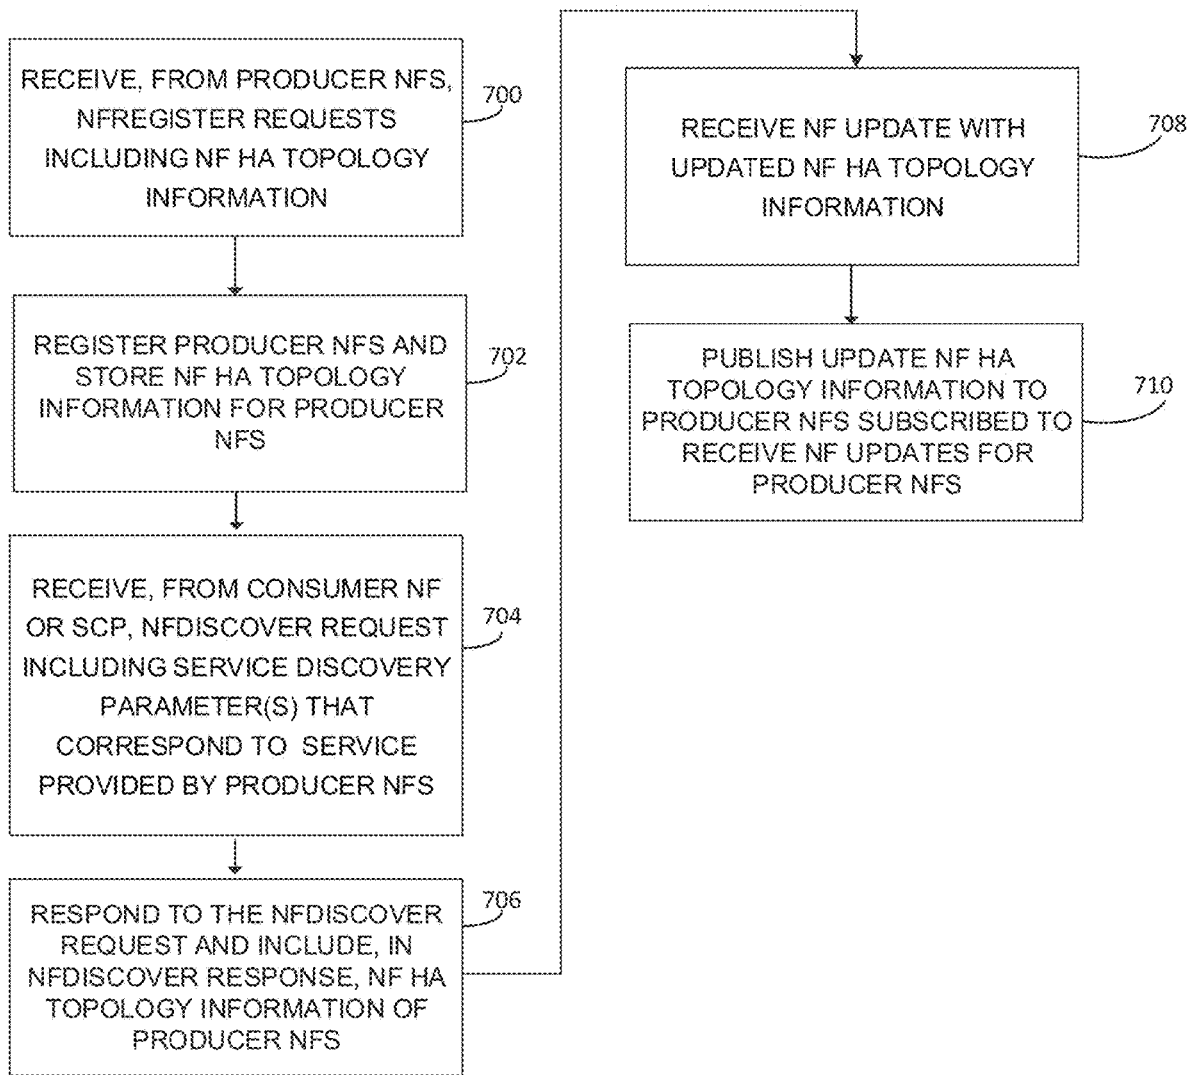 RECEIVE, FROM PRODUCER NFS,
NFREGISTER REQUESTS
INCLUDING NF HA TOPOLOGY
INFORMATION
700
REGISTER PRODUCER NFS AND
STORE NF HA TOPOLOGY
INFORMATION FOR PRODUCER
NFS
702
RECEIVE, FROM CONSUMER NF
OR SCP, NFDISCOVER REQUEST
INCLUDING SERVICE DISCOVERY
PARAMETER(S) THAT
CORRESPOND TO SERVICE
PROVIDED BY PRODUCER NFS
704
RESPOND TO THE NFDISCOVER
REQUEST AND INCLUDE, IN
NFDISCOVER RESPONSE, NF HA
TOPOLOGY INFORMATION OF
PRODUCER NFS
706
RECEIVE NF UPDATE WITH
UPDATED NF HA TOPOLOGY
INFORMATION
708
PUBLISH UPDATE NF HA
TOPOLOGY INFORMATION TO
PRODUCER NFS SUBSCRIBED TO
RECEIVE NF UPDATES FOR
PRODUCER NFS
710